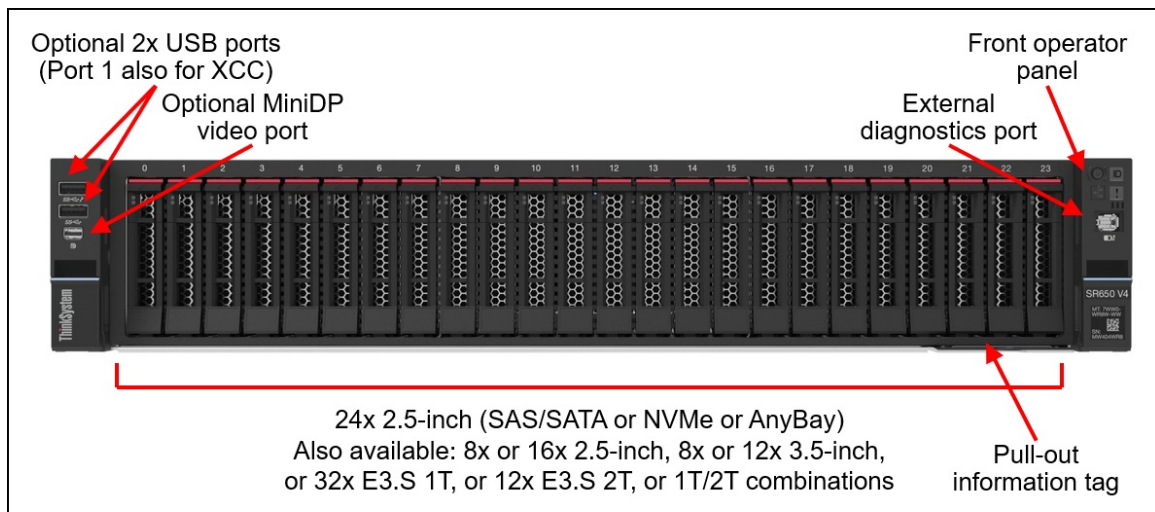 Optional 2x USB ports
(Port 1 also for XCC)
Optional MiniDP
video port
Front operator
panel
External
diagnostics port
0 1 2 3 4 5 6 7 8 9 10 11 12 13 14 15 16 17 18 19 20 21 22 23
ThinkSystem
SR650 V4
24x 2.5-inch (SAS/SATA or NVMe or AnyBay)
Also available: 8x or 16x 2.5-inch, 8x or 12x 3.5-inch,
or 32x E3.S 1T, or 12x E3.S 2T, or 1T/2T combinations
Pull-out
information tag